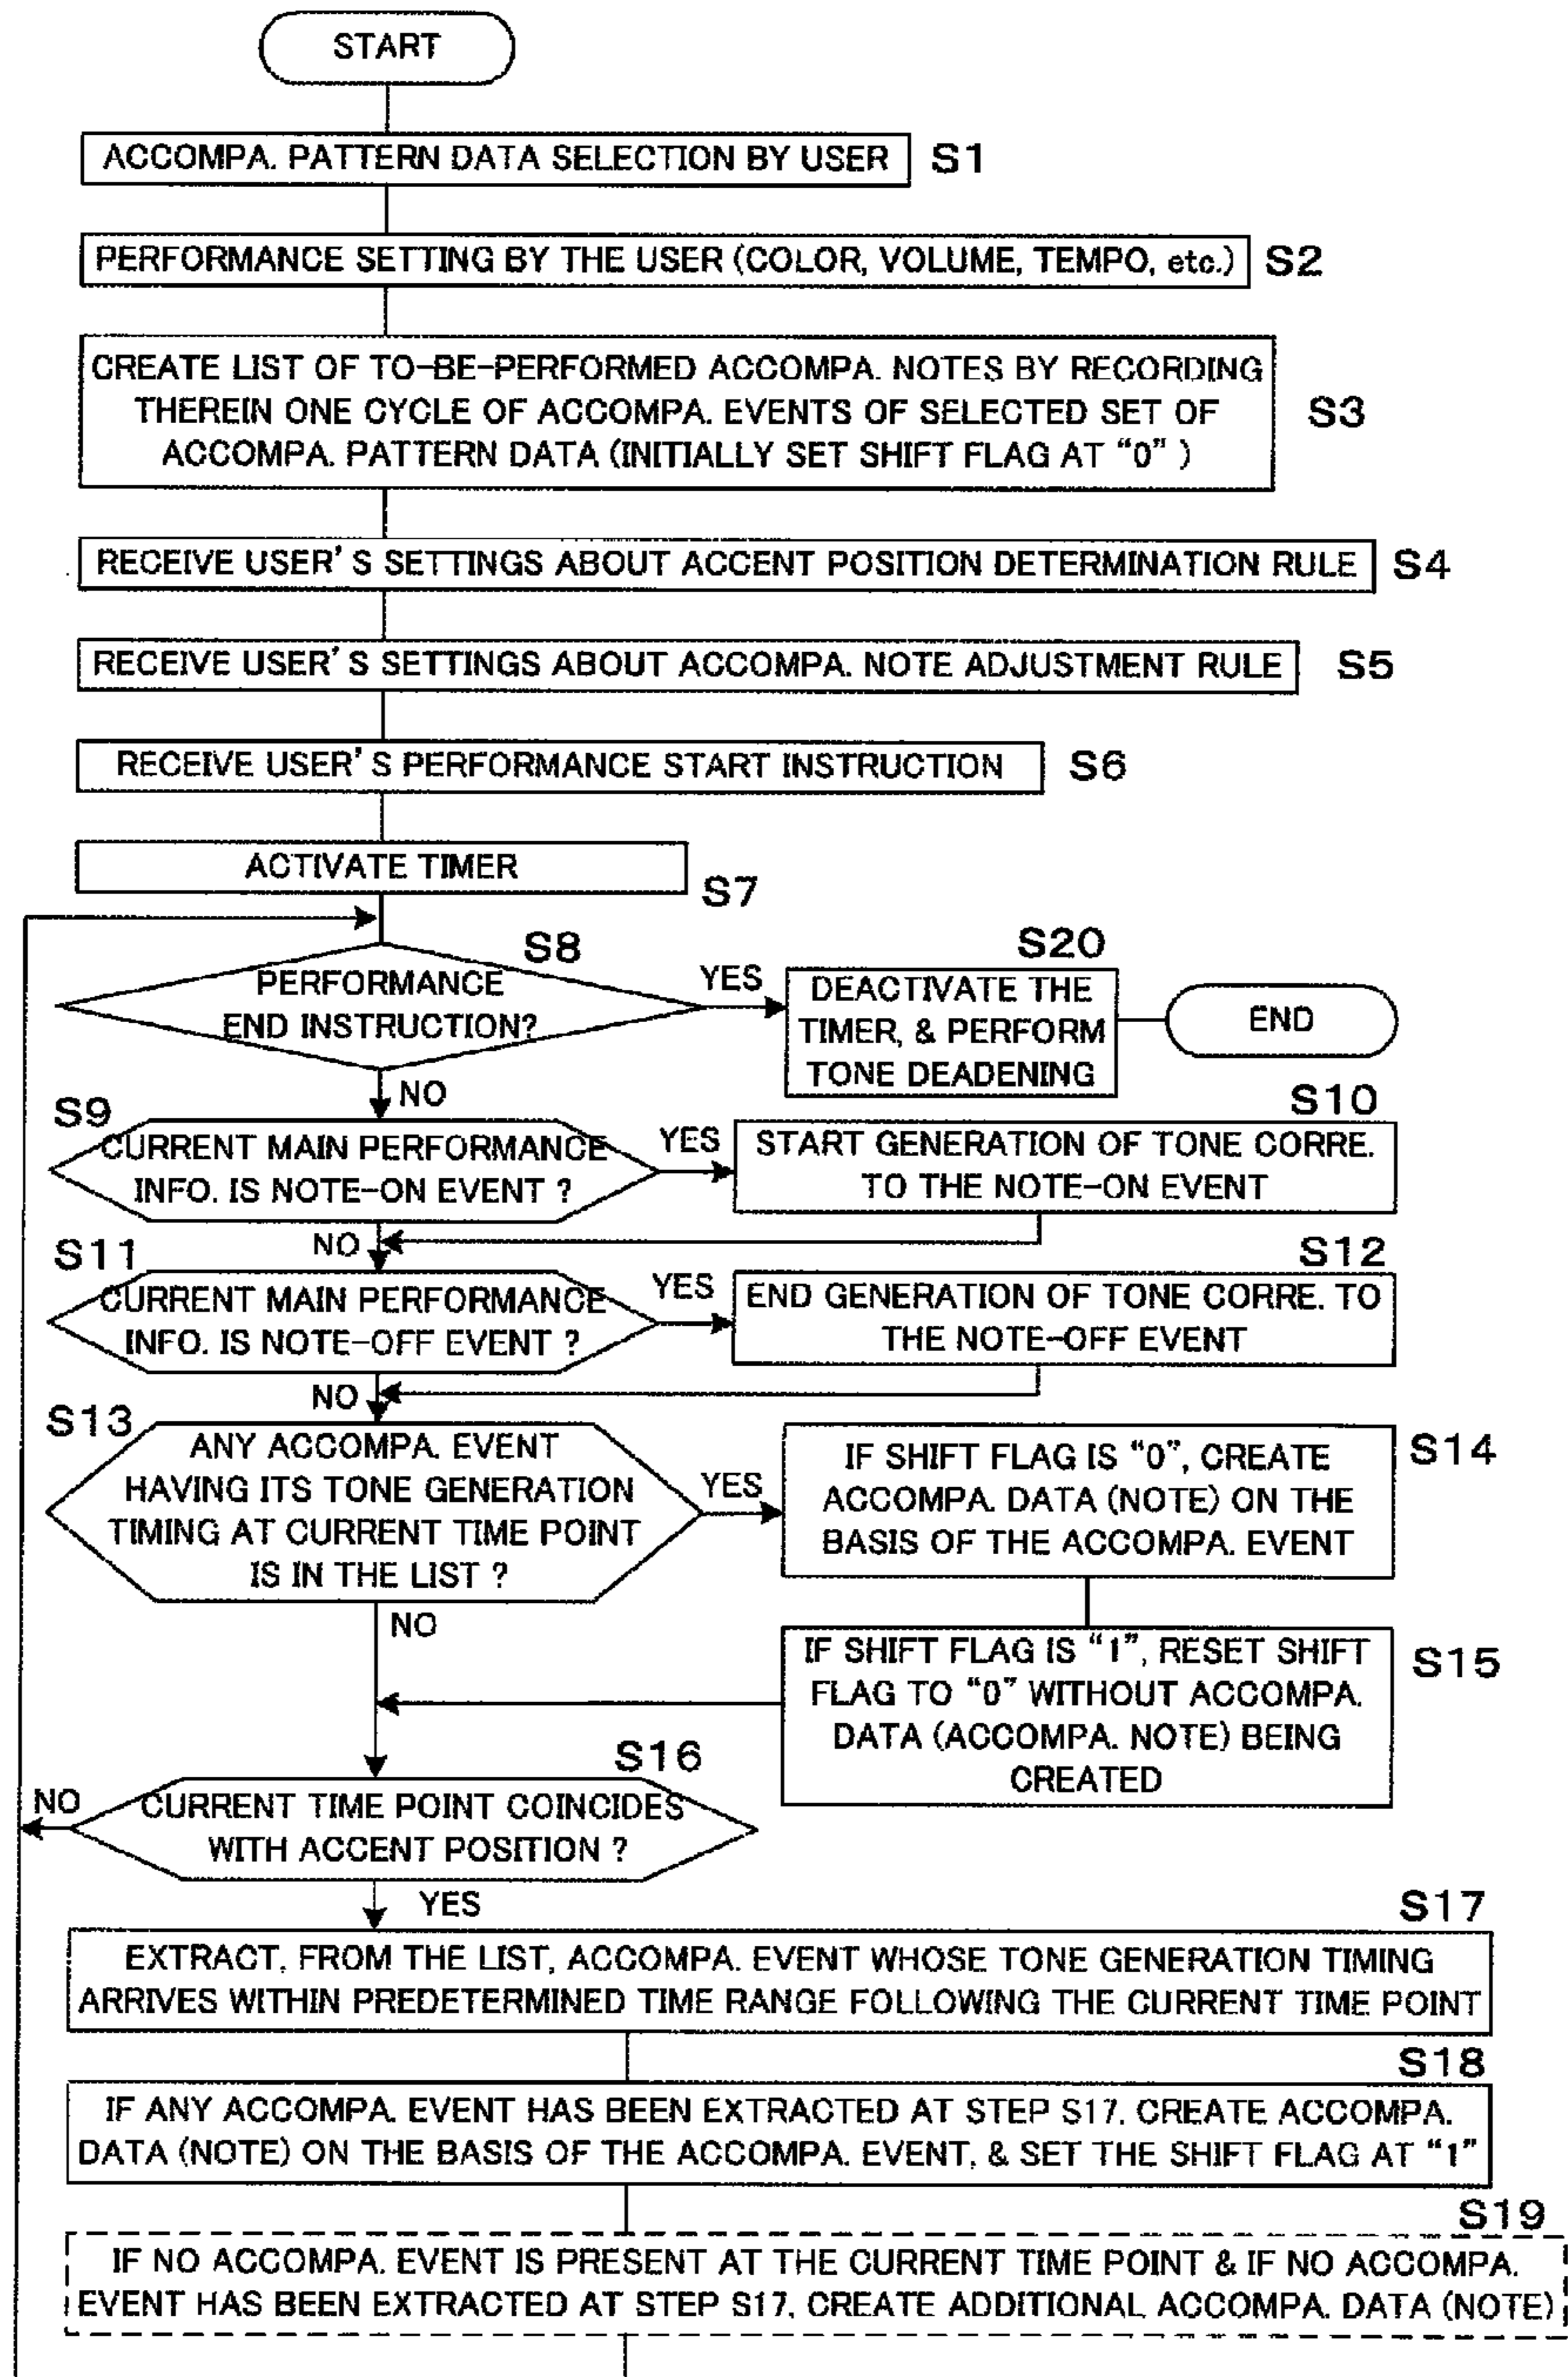 START
ACCOMPA. PATTERN DATA SELECTION BY USER
S1
PERFORMANCE SETTING BY THE USER (COLOR, VOLUME, TEMPO, etc.)
S2
CREATE LIST OF TO-BE-PERFORMED ACCOMPA. NOTES BY RECORDING
THEREIN ONE CYCLE OF ACCOMPA. EVENTS OF SELECTED SET OF
ACCOMPA. PATTERN DATA (INITIALLY SET SHIFT FLAG AT “0” )
S3
RECEIVE USER’S SETTINGS ABOUT ACCENT POSITION DETERMINATION RULE
S4
RECEIVE USER’S SETTINGS ABOUT ACCOMPA. NOTE ADJUSTMENT RULE
S5
RECEIVE USER’S PERFORMANCE START INSTRUCTION
S6
ACTIVATE TIMER
S7
S8
PERFORMANCE
END INSTRUCTION?
YES
S20
DEACTIVATE THE
TIMER, & PERFORM
TONE DEADENING
END
NO
S9
CURRENT MAIN PERFORMANCE
INFO. IS NOTE-ON EVENT ?
YES
S10
START GENERATION OF TONE CORRE.
TO THE NOTE-ON EVENT
NO
S11
CURRENT MAIN PERFORMANCE
INFO. IS NOTE-OFF EVENT ?
YES
S12
END GENERATION OF TONE CORRE. TO
THE NOTE-OFF EVENT
NO
S13
ANY ACCOMPA. EVENT
HAVING ITS TONE GENERATION
TIMING AT CURRENT TIME POINT
IS IN THE LIST ?
YES
IF SHIFT FLAG IS “0”, CREATE
ACCOMPA. DATA (NOTE) ON THE
BASIS OF THE ACCOMPA. EVENT
S14
NO
IF SHIFT FLAG IS “1”, RESET SHIFT
FLAG TO “0” WITHOUT ACCOMPA.
DATA (ACCOMPA. NOTE) BEING
CREATED
S15
S16
CURRENT TIME POINT COINCIDES
WITH ACCENT POSITION ?
NO
YES
S17
EXTRACT, FROM THE LIST, ACCOMPA. EVENT WHOSE TONE GENERATION TIMING
ARRIVES WITHIN PREDETERMINED TIME RANGE FOLLOWING THE CURRENT TIME POINT
S18
IF ANY ACCOMPA. EVENT HAS BEEN EXTRACTED AT STEP S17, CREATE ACCOMPA.
DATA (NOTE) ON THE BASIS OF THE ACCOMPA. EVENT, & SET THE SHIFT FLAG AT “1”
S19
IF NO ACCOMPA. EVENT IS PRESENT AT THE CURRENT TIME POINT & IF NO ACCOMPA.
EVENT HAS BEEN EXTRACTED AT STEP S17, CREATE ADDITIONAL ACCOMPA. DATA (NOTE)